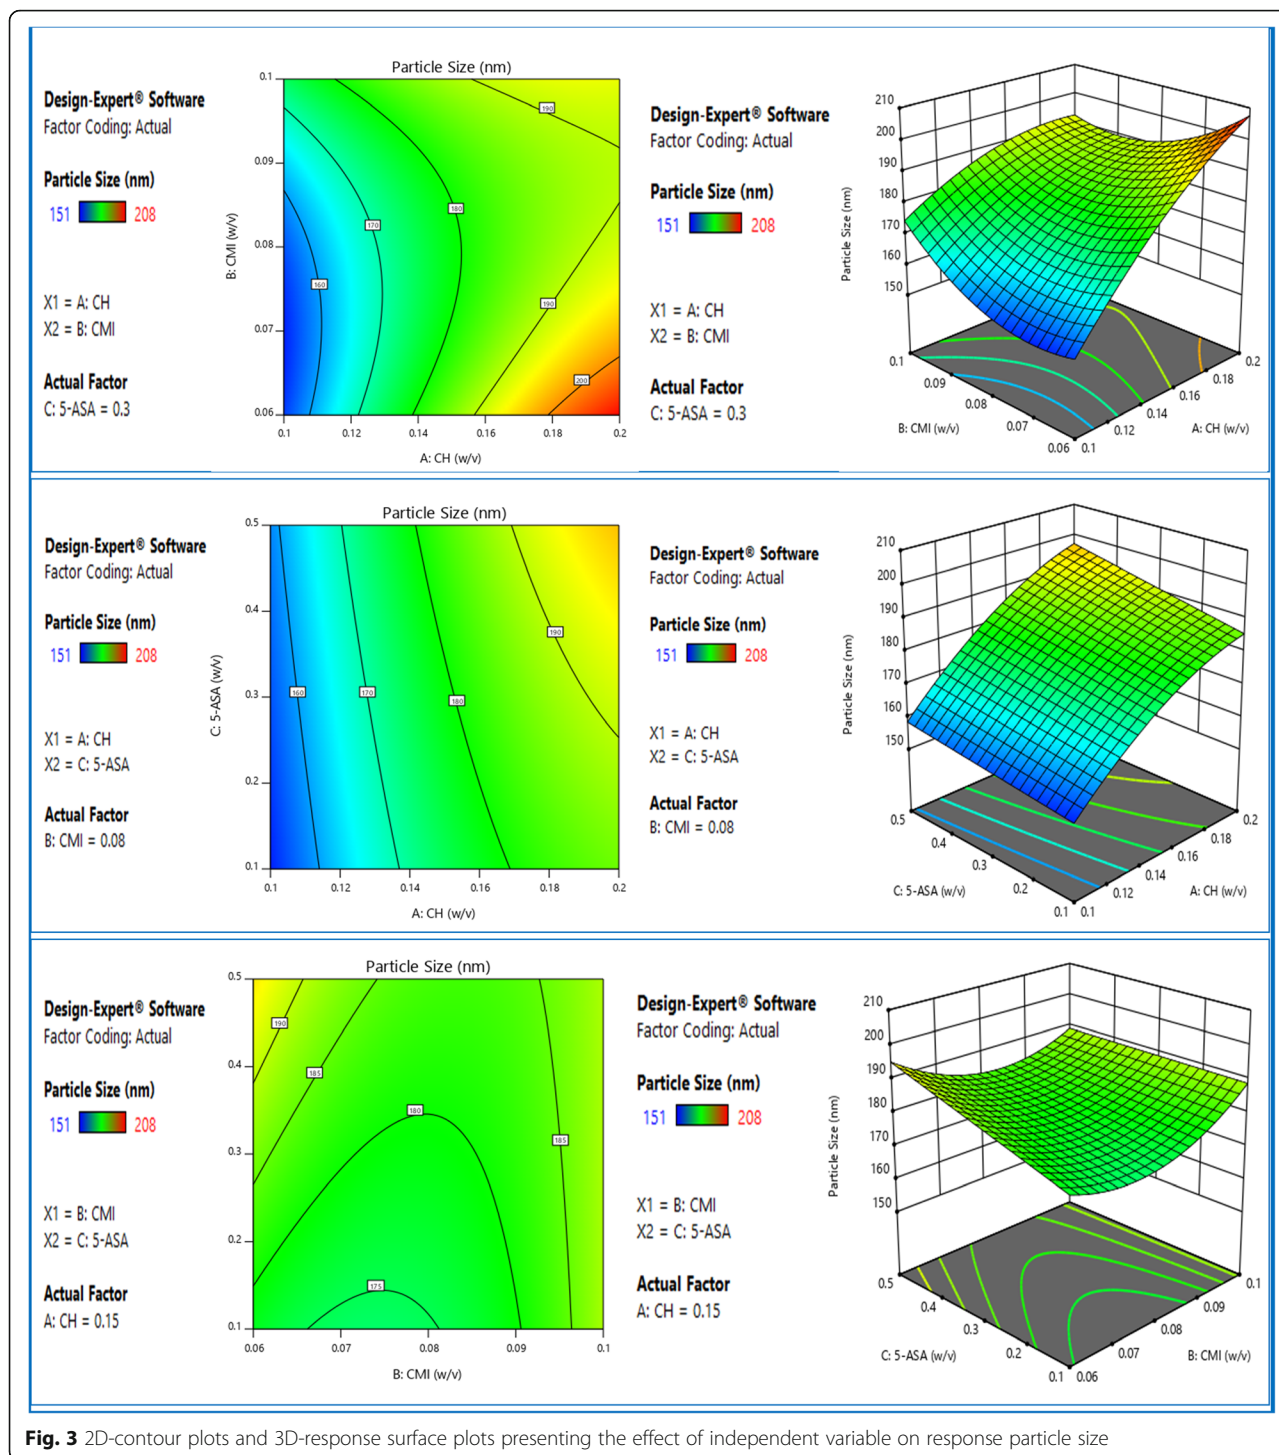 Particle Size (nm)
Design-Expert® Software
Factor Coding: Actual
Particle Size (nm)
151 208
X1 = A: CH
X2 = B: CMI
Actual Factor
C: 5-ASA = 0.3
B: CMI (w/v)
0.1
0.09
0.08
0.07
0.06
190
180
170
160
190
200
0.1 0.12 0.14 0.16 0.18 0.2
A: CH (w/v)
Design-Expert® Software
Factor Coding: Actual
Particle Size (nm)
151 208
X1 = A: CH
X2 = B: CMI
Actual Factor
C: 5-ASA = 0.3
Particle Size (nm)
210
200
190
180
170
160
150
0.1
0.09
0.08
0.07
0.06
B: CMI (w/v)
0.1
0.12
0.14
0.16
0.18
0.2
A: CH (w/v)
Particle Size (nm)
Design-Expert® Software
Factor Coding: Actual
Particle Size (nm)
151 208
X1 = A: CH
X2 = C: 5-ASA
Actual Factor
B: CMI = 0.08
C: 5-ASA (w/v)
0.5
0.4
0.3
0.2
0.1
190
160
170
180
0.1 0.12 0.14 0.16 0.18 0.2
A: CH (w/v)
Design-Expert® Software
Factor Coding: Actual
Particle Size (nm)
151 208
X1 = A: CH
X2 = C: 5-ASA
Actual Factor
B: CMI = 0.08
Particle Size (nm)
210
200
190
180
170
160
150
0.5
0.4
0.3
0.2
0.1
C: 5-ASA (w/v)
0.1
0.12
0.14
0.16
0.18
0.2
A: CH (w/v)
Particle Size (nm)
Design-Expert® Software
Factor Coding: Actual
Particle Size (nm)
151 208
X1 = B: CMI
X2 = C: 5-ASA
Actual Factor
A: CH = 0.15
C: 5-ASA (w/v)
0.5
0.4
0.3
0.2
0.1
190
185
180
185
175
0.06 0.07 0.08 0.09 0.1
B: CMI (w/v)
Design-Expert® Software
Factor Coding: Actual
Particle Size (nm)
151 208
X1 = B: CMI
X2 = C: 5-ASA
Actual Factor
A: CH = 0.15
Particle Size (nm)
210
200
190
180
170
160
150
0.5
0.4
0.3
0.2
0.1
C: 5-ASA (w/v)
0.06
0.07
0.08
0.09
0.1
B: CMI (w/v)
Fig. 3 2D-contour plots and 3D-response surface plots presenting the effect of independent variable on response particle size